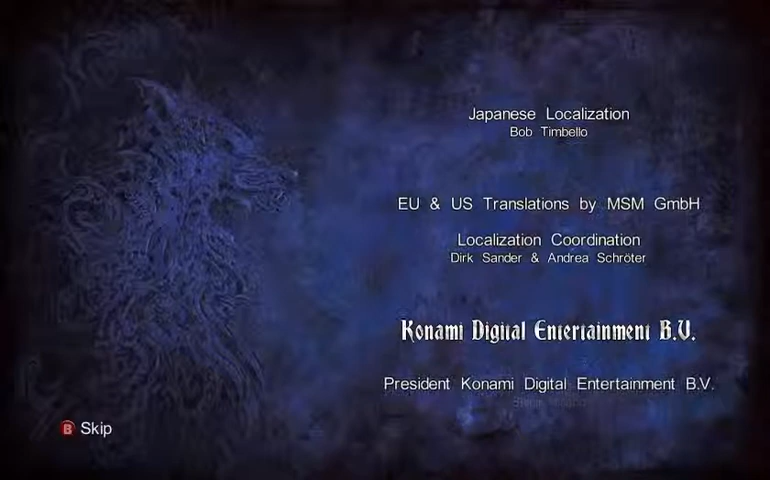 Japanese Localization
Bob Timbello
EU & US Translations by MSM GmbH
Localization Coordination
Dirk Sander & Andrea Schröter
Konami Digital Entertainment B.V.
President Konami Digital Entertainment B.V.
B Skip